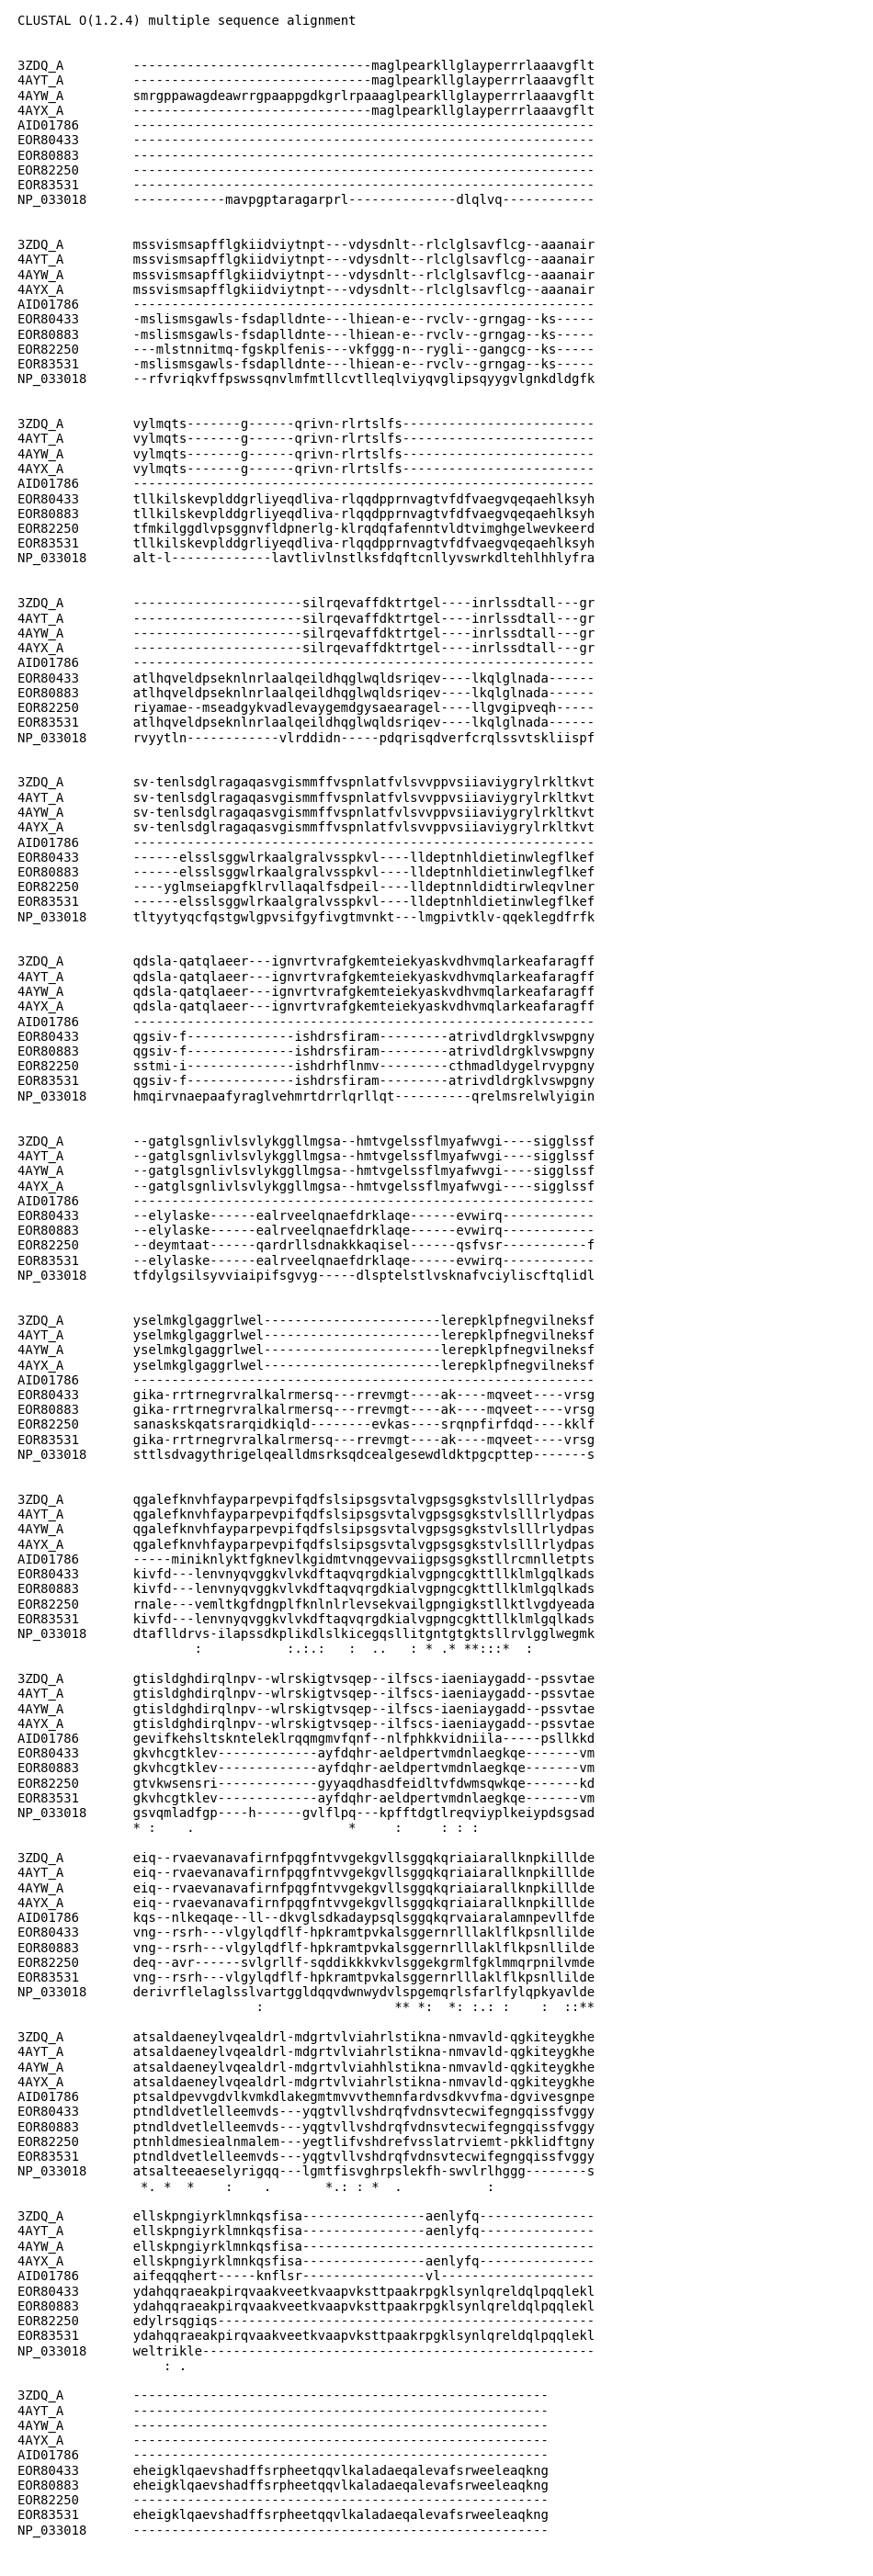 CLUSTAL O(1.2.4) multiple sequence alignment
3ZDQ_A -------------------------------maglpearkllglayperrrlaaavgflt
4AYT_A -------------------------------maglpearkllglayperrrlaaavgflt
4AYW_A smrgppawagdeawrrgpaappgdkgrlrpaaaglpearkllglayperrrlaaavgflt
4AYX_A -------------------------------maglpearkllglayperrrlaaavgflt
AID01786 ------------------------------------------------------------
EOR80433 ------------------------------------------------------------
EOR80883 ------------------------------------------------------------
EOR82250 ------------------------------------------------------------
EOR83531 ------------------------------------------------------------
NP_033018 ------------mavpgptaragarprl--------------dlqlvq------------
3ZDQ_A mssvismsapfflgkiidviytnpt---vdysdnlt--rlclglsavflcg--aaanair
4AYT_A mssvismsapfflgkiidviytnpt---vdysdnlt--rlclglsavflcg--aaanair
4AYW_A mssvismsapfflgkiidviytnpt---vdysdnlt--rlclglsavflcg--aaanair
4AYX_A mssvismsapfflgkiidviytnpt---vdysdnlt--rlclglsavflcg--aaanair
AID01786 ------------------------------------------------------------
EOR80433 -mslismsgawls-fsdaplldnte---lhiean-e--rvclv--grngag--ks-----
EOR80883 -mslismsgawls-fsdaplldnte---lhiean-e--rvclv--grngag--ks-----
EOR82250 ---mlstnnitmq-fgskplfenis---vkfggg-n--rygli--gangcg--ks-----
EOR83531 -mslismsgawls-fsdaplldnte---lhiean-e--rvclv--grngag--ks-----
NP_033018 --rfvriqkvffpswssqnvlmfmtllcvtlleqlviyqvglipsqyygvlgnkdldgfk
3ZDQ_A vylmqts-------g------qrivn-rlrtslfs-------------------------
4AYT_A vylmqts-------g------qrivn-rlrtslfs-------------------------
4AYW_A vylmqts-------g------qrivn-rlrtslfs-------------------------
4AYX_A vylmqts-------g------qrivn-rlrtslfs-------------------------
AID01786 ------------------------------------------------------------
EOR80433 tllkilskevplddgrliyeqdliva-rlqqdpprnvagtvfdfvaegvqeqaehlksyh
EOR80883 tllkilskevplddgrliyeqdliva-rlqqdpprnvagtvfdfvaegvqeqaehlksyh
EOR82250 tfmkilggdlvpsggnvfldpnerlg-klrqdqfafenntvldtvimghgelwevkeerd
EOR83531 tllkilskevplddgrliyeqdliva-rlqqdpprnvagtvfdfvaegvqeqaehlksyh
NP_033018 alt-l-------------lavtlivlnstlksfdqftcnllyvswrkdltehlhhlyfra
3ZDQ_A ----------------------silrqevaffdktrtgel----inrlssdtall---gr
4AYT_A ----------------------silrqevaffdktrtgel----inrlssdtall---gr
4AYW_A ----------------------silrqevaffdktrtgel----inrlssdtall---gr
4AYX_A ----------------------silrqevaffdktrtgel----inrlssdtall---gr
AID01786 ------------------------------------------------------------
EOR80433 atlhqveldpseknlnrlaalqeildhqglwqldsriqev----lkqlglnada------
EOR80883 atlhqveldpseknlnrlaalqeildhqglwqldsriqev----lkqlglnada------
EOR82250 riyamae--mseadgykvadlevaygemdgysaearagel----llgvgipveqh-----
EOR83531 atlhqveldpseknlnrlaalqeildhqglwqldsriqev----lkqlglnada------
NP_033018 rvyytln------------vlrddidn-----pdqrisqdverfcrqlssvtskliispf
3ZDQ_A sv-tenlsdglragaqasvgismmffvspnlatfvlsvvppvsiiaviygrylrkltkvt
4AYT_A sv-tenlsdglragaqasvgismmffvspnlatfvlsvvppvsiiaviygrylrkltkvt
4AYW_A sv-tenlsdglragaqasvgismmffvspnlatfvlsvvppvsiiaviygrylrkltkvt
4AYX_A sv-tenlsdglragaqasvgismmffvspnlatfvlsvvppvsiiaviygrylrkltkvt
AID01786 ------------------------------------------------------------
EOR80433 ------elsslsggwlrkaalgralvsspkvl----lldeptnhldietinwlegflkef
EOR80883 ------elsslsggwlrkaalgralvsspkvl----lldeptnhldietinwlegflkef
EOR82250 ----yglmseiapgfklrvllaqalfsdpeil----lldeptnnldidtirwleqvlner
EOR83531 ------elsslsggwlrkaalgralvsspkvl----lldeptnhldietinwlegflkef
NP_033018 tltyytyqcfqstgwlgpvsifgyfivgtmvnkt---lmgpivtklv-qqeklegdfrfk
3ZDQ_A qdsla-qatqlaeer---ignvrtvrafgkemteiekyaskvdhvmqlarkeafaragff
4AYT_A qdsla-qatqlaeer---ignvrtvrafgkemteiekyaskvdhvmqlarkeafaragff
4AYW_A qdsla-qatqlaeer---ignvrtvrafgkemteiekyaskvdhvmqlarkeafaragff
4AYX_A qdsla-qatqlaeer---ignvrtvrafgkemteiekyaskvdhvmqlarkeafaragff
AID01786 ------------------------------------------------------------
EOR80433 qgsiv-f--------------ishdrsfiram---------atrivdldrgklvswpgny
EOR80883 qgsiv-f--------------ishdrsfiram---------atrivdldrgklvswpgny
EOR82250 sstmi-i--------------ishdrhflnmv---------cthmadldygelrvypgny
EOR83531 qgsiv-f--------------ishdrsfiram---------atrivdldrgklvswpgny
NP_033018 hmqirvnaepaafyraglvehmrtdrrlqrllqt----------qrelmsrelwlyigin
3ZDQ_A --gatglsgnlivlsvlykggllmgsa--hmtvgelssflmyafwvgi----sigglssf
4AYT_A --gatglsgnlivlsvlykggllmgsa--hmtvgelssflmyafwvgi----sigglssf
4AYW_A --gatglsgnlivlsvlykggllmgsa--hmtvgelssflmyafwvgi----sigglssf
4AYX_A --gatglsgnlivlsvlykggllmgsa--hmtvgelssflmyafwvgi----sigglssf
AID01786 ------------------------------------------------------------
EOR80433 --elylaske------ealrveelqnaefdrklaqe------evwirq------------
EOR80883 --elylaske------ealrveelqnaefdrklaqe------evwirq------------
EOR82250 --deymtaat------qardrllsdnakkkaqisel------qsfvsr-----------f
EOR83531 --elylaske------ealrveelqnaefdrklaqe------evwirq------------
NP_033018 tfdylgsilsyvviaipifsgvyg-----dlsptelstlvsknafvciyliscftqlidl
3ZDQ_A yselmkglgaggrlwel-----------------------lerepklpfnegvilneksf
4AYT_A yselmkglgaggrlwel-----------------------lerepklpfnegvilneksf
4AYW_A yselmkglgaggrlwel-----------------------lerepklpfnegvilneksf
4AYX_A yselmkglgaggrlwel-----------------------lerepklpfnegvilneksf
AID01786 ------------------------------------------------------------
EOR80433 gika-rrtrnegrvralkalrmersq---rrevmgt----ak----mqveet----vrsg
EOR80883 gika-rrtrnegrvralkalrmersq---rrevmgt----ak----mqveet----vrsg
EOR82250 sanaskskqatsrarqidkiqld--------evkas----srqnpfirfdqd----kklf
EOR83531 gika-rrtrnegrvralkalrmersq---rrevmgt----ak----mqveet----vrsg
NP_033018 sttlsdvagythrigelqealldmsrksqdcealgesewdldktpgcpttep-------s
3ZDQ_A qgalefknvhfayparpevpifqdfslsipsgsvtalvgpsgsgkstvlslllrlydpas
4AYT_A qgalefknvhfayparpevpifqdfslsipsgsvtalvgpsgsgkstvlslllrlydpas
4AYW_A qgalefknvhfayparpevpifqdfslsipsgsvtalvgpsgsgkstvlslllrlydpas
4AYX_A qgalefknvhfayparpevpifqdfslsipsgsvtalvgpsgsgkstvlslllrlydpas
AID01786 -----miniknlyktfgknevlkgidmtvnqgevvaiigpsgsgkstllrcmnlletpts
EOR80433 kivfd---lenvnyqvggkvlvkdftaqvqrgdkialvgpngcgkttllklmlgqlkads
EOR80883 kivfd---lenvnyqvggkvlvkdftaqvqrgdkialvgpngcgkttllklmlgqlkads
EOR82250 rnale---vemltkgfdngplfknlnlrlevsekvailgpngigkstllktlvgdyeada
EOR83531 kivfd---lenvnyqvggkvlvkdftaqvqrgdkialvgpngcgkttllklmlgqlkads
NP_033018 dtaflldrvs-ilapssdkplikdlslkicegqsllitgntgtgktsllrvlgglwegmk
: :.:.: : .. : * .* **:::* :
3ZDQ_A gtisldghdirqlnpv--wlrskigtvsqep--ilfscs-iaeniaygadd--pssvtae
4AYT_A gtisldghdirqlnpv--wlrskigtvsqep--ilfscs-iaeniaygadd--pssvtae
4AYW_A gtisldghdirqlnpv--wlrskigtvsqep--ilfscs-iaeniaygadd--pssvtae
4AYX_A gtisldghdirqlnpv--wlrskigtvsqep--ilfscs-iaeniaygadd--pssvtae
AID01786 gevifkehsltsknteleklrqqmgmvfqnf--nlfphkkvidniila-----psllkkd
EOR80433 gkvhcgtklev-------------ayfdqhr-aeldpertvmdnlaegkqe-------vm
EOR80883 gkvhcgtklev-------------ayfdqhr-aeldpertvmdnlaegkqe-------vm
EOR82250 gtvkwsensri-------------gyyaqdhasdfeidltvfdwmsqwkqe-------kd
EOR83531 gkvhcgtklev-------------ayfdqhr-aeldpertvmdnlaegkqe-------vm
NP_033018 gsvqmladfgp----h------gvlflpq---kpfftdgtlreqviyplkeiypdsgsad
* : . * : : : :
3ZDQ_A eiq--rvaevanavafirnfpqgfntvvgekgvllsggqkqriaiarallknpkilllde
4AYT_A eiq--rvaevanavafirnfpqgfntvvgekgvllsggqkqriaiarallknpkilllde
4AYW_A eiq--rvaevanavafirnfpqgfntvvgekgvllsggqkqriaiarallknpkilllde
4AYX_A eiq--rvaevanavafirnfpqgfntvvgekgvllsggqkqriaiarallknpkilllde
AID01786 kqs--nlkeqaqe--ll--dkvglsdkadaypsqlsggqkqrvaiaralamnpevllfde
EOR80433 vng--rsrh---vlgylqdflf-hpkramtpvkalsggernrlllaklflkpsnllilde
EOR80883 vng--rsrh---vlgylqdflf-hpkramtpvkalsggernrlllaklflkpsnllilde
EOR82250 deq--avr------svlgrllf-sqddikkkvkvlsggekgrmlfgklmmqrpnilvmde
EOR83531 vng--rsrh---vlgylqdflf-hpkramtpvkalsggernrlllaklflkpsnllilde
NP_033018 derivrflelaglsslvartggldqqvdwnwydvlspgemqrlsfarlfylqpkyavlde
: ** *: *: :.: : : ::**
3ZDQ_A atsaldaeneylvqealdrl-mdgrtvlviahrlstikna-nmvavld-qgkiteygkhe
4AYT_A atsaldaeneylvqealdrl-mdgrtvlviahrlstikna-nmvavld-qgkiteygkhe
4AYW_A atsaldaeneylvqealdrl-mdgrtvlviahhlstikna-nmvavld-qgkiteygkhe
4AYX_A atsaldaeneylvqealdrl-mdgrtvlviahrlstikna-nmvavld-qgkiteygkhe
AID01786 ptsaldpevvgdvlkvmkdlakegmtmvvvthemnfardvsdkvvfma-dgvivesgnpe
EOR80433 ptndldvetlelleemvds---yqgtvllvshdrqfvdnsvtecwifegngqissfvggy
EOR80883 ptndldvetlelleemvds---yqgtvllvshdrqfvdnsvtecwifegngqissfvggy
EOR82250 ptnhldmesiealnmalem---yegtlifvshdrefvsslatrviemt-pkklidftgny
EOR83531 ptndldvetlelleemvds---yqgtvllvshdrqfvdnsvtecwifegngqissfvggy
NP_033018 atsalteeaeselyrigqq---lgmtfisvghrpslekfh-swvlrlhggg--------s
*. * * : . *.: : * . :
3ZDQ_A ellskpngiyrklmnkqsfisa----------------aenlyfq---------------
4AYT_A ellskpngiyrklmnkqsfisa----------------aenlyfq---------------
4AYW_A ellskpngiyrklmnkqsfisa--------------------------------------
4AYX_A ellskpngiyrklmnkqsfisa----------------aenlyfq---------------
AID01786 aifeqqqhert-----knflsr----------------vl--------------------
EOR80433 ydahqqraeakpirqvaakveetkvaapvksttpaakrpgklsynlqreldqlpqqlekl
EOR80883 ydahqqraeakpirqvaakveetkvaapvksttpaakrpgklsynlqreldqlpqqlekl
EOR82250 edylrsqgiqs-------------------------------------------------
EOR83531 ydahqqraeakpirqvaakveetkvaapvksttpaakrpgklsynlqreldqlpqqlekl
NP_033018 weltrikle---------------------------------------------------
: .
3ZDQ_A ------------------------------------------------------
4AYT_A ------------------------------------------------------
4AYW_A ------------------------------------------------------
4AYX_A ------------------------------------------------------
AID01786 ------------------------------------------------------
EOR80433 eheigklqaevshadffsrpheetqqvlkaladaeqalevafsrweeleaqkng
EOR80883 eheigklqaevshadffsrpheetqqvlkaladaeqalevafsrweeleaqkng
EOR82250 ------------------------------------------------------
EOR83531 eheigklqaevshadffsrpheetqqvlkaladaeqalevafsrweeleaqkng
NP_033018 ------------------------------------------------------